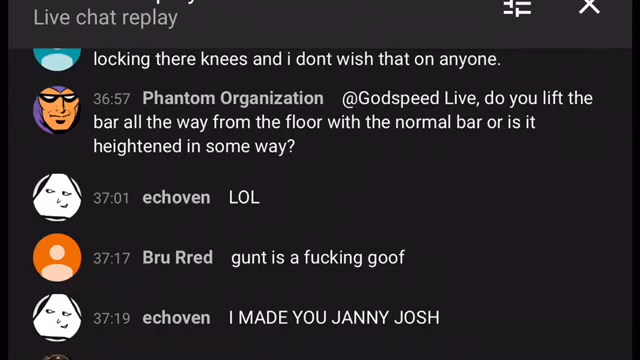 Live chat replay
locking there knees and i dont wish that on anyone.
36:57 Phantom Organization @Godspeed Live, do you lift the
bar all the way from the floor with the normal bar or is it
heightened in some way?
37:01 echoven LOL
37:17 Bru Rred gunt is a fucking goof
37:19 echoven I MADE YOU JANNY JOSH